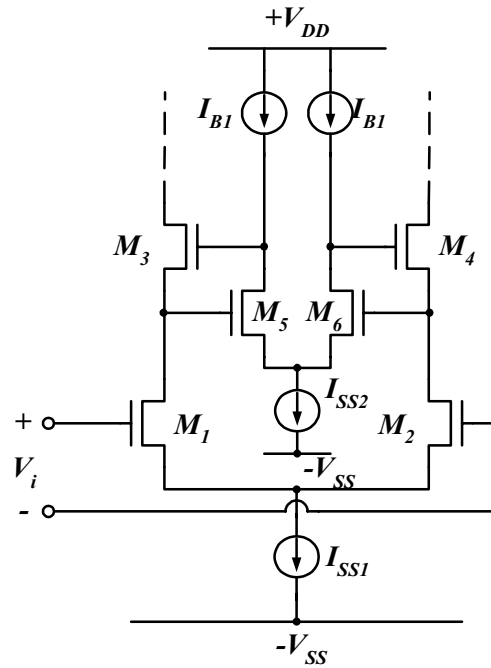 +V_DD
I_B1 I_B1
M_3 M_4
M_5 M_6
I_SS2
+ M_1 M_2
-V_SS
V_i
-
I_SS1
-V_SS